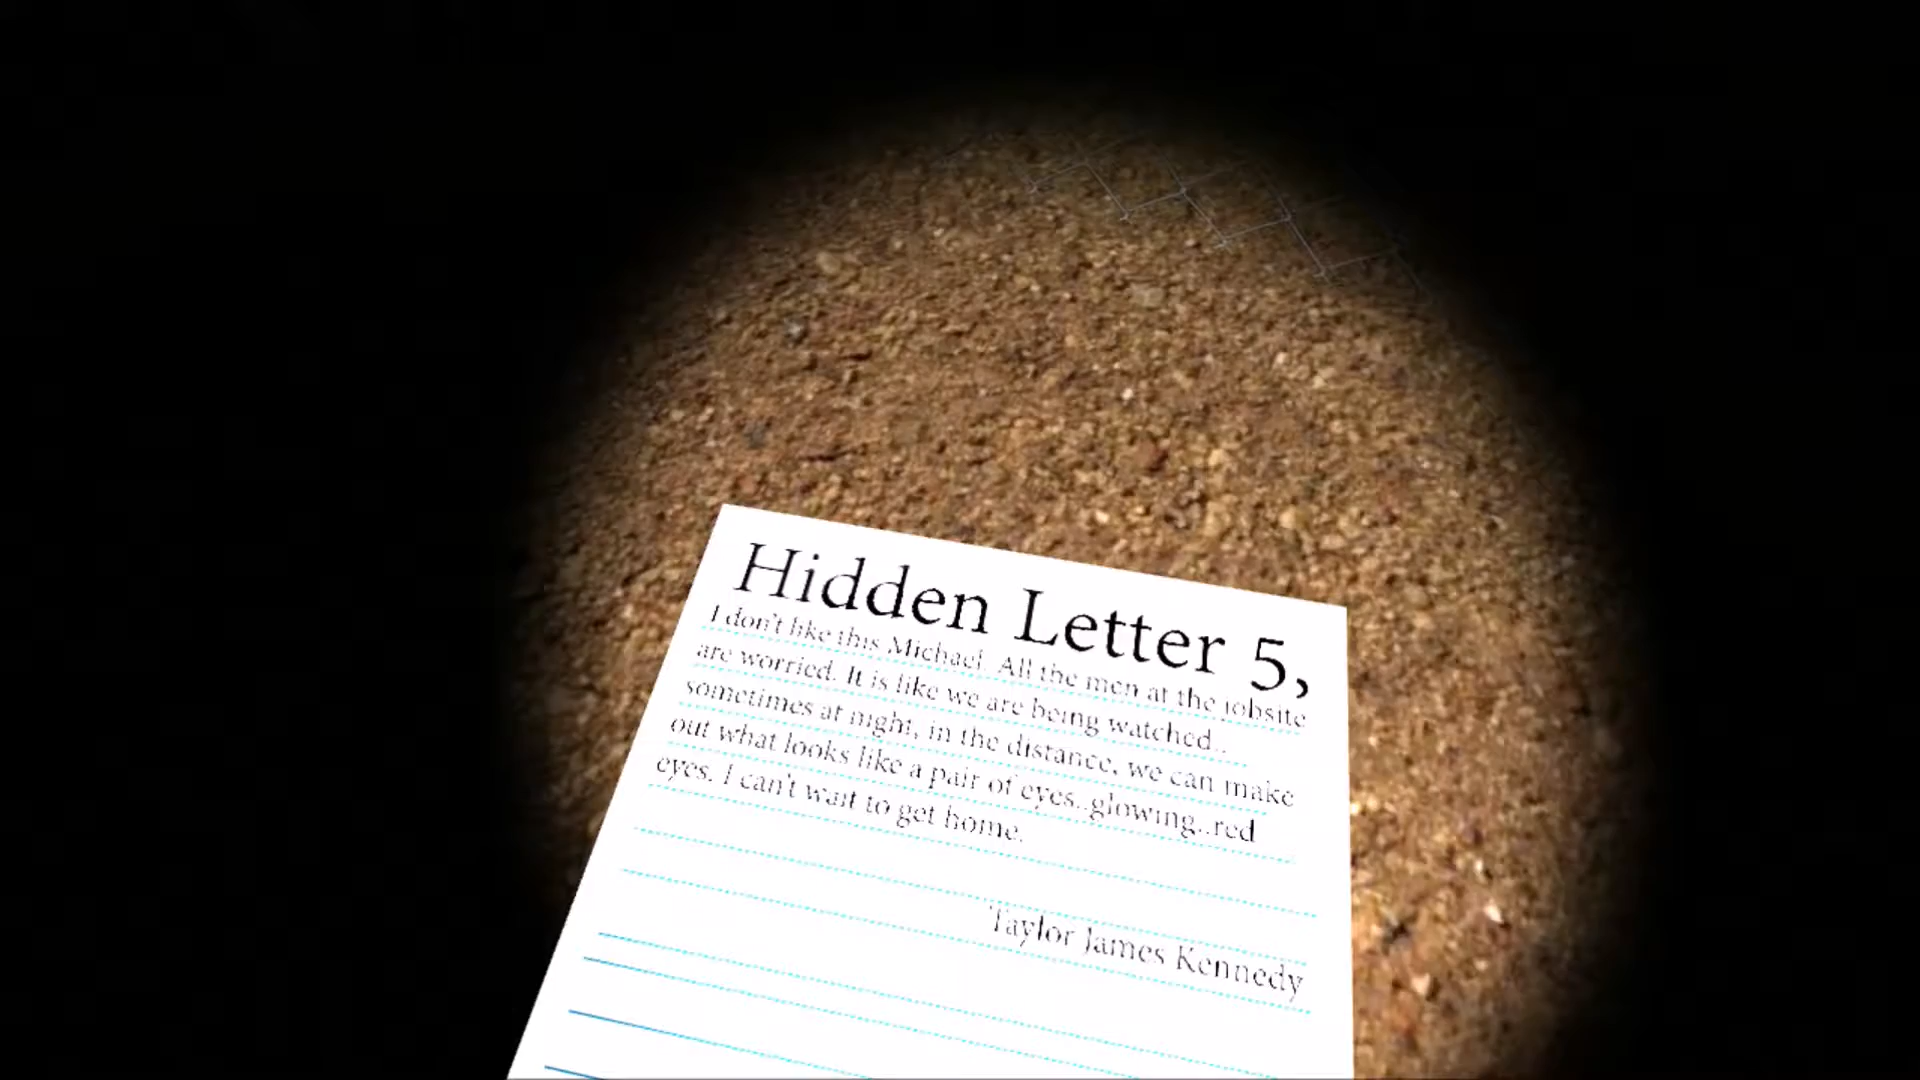 Hidden Letter 5,
I don't like this Michael. All the men at the jobsite
are worried. It is like we are being watched..
sometimes at night, in the distance, we can make
out what looks like a pair of eyes..glowing..red
eyes. I can't wait to get home.
Taylor James Kennedy